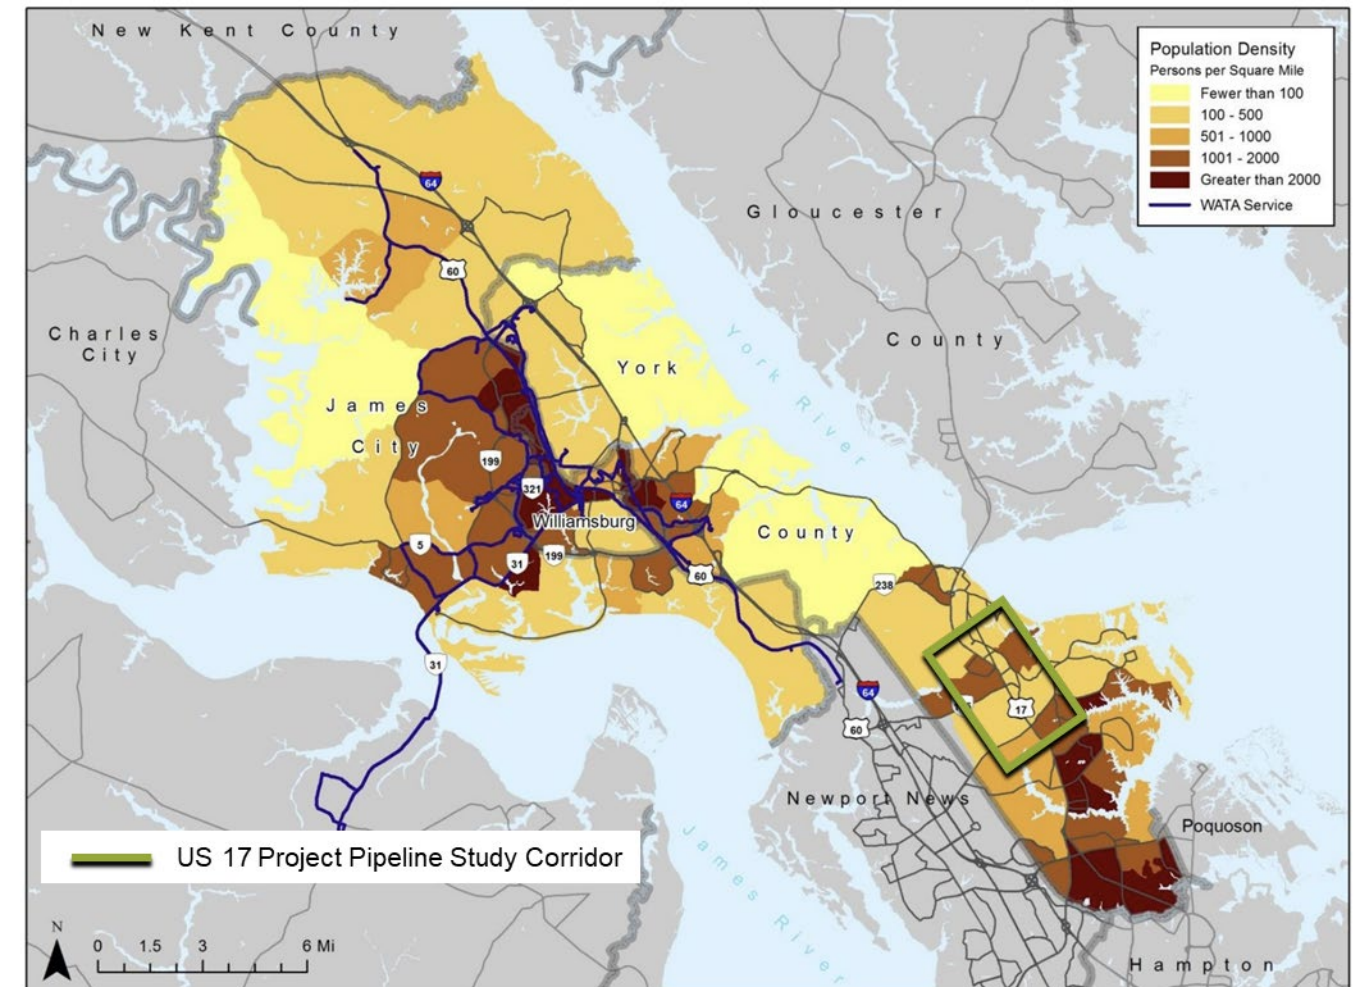 New Kent County
Population Density
Persons per Square Mile
Fewer than 100
100 - 500
501 - 1000
1001 - 2000
Greater than 2000
WATA Service
64
Gloucester
60
Charles
City
County
York River
York
James
City
199
321
64
Williamsburg
County
5
31
199
60
238
31
64
17
60
Newport News
Poquoson
James River
US 17 Project Pipeline Study Corridor
N
0 1.5 3 6 Mi
Hampton